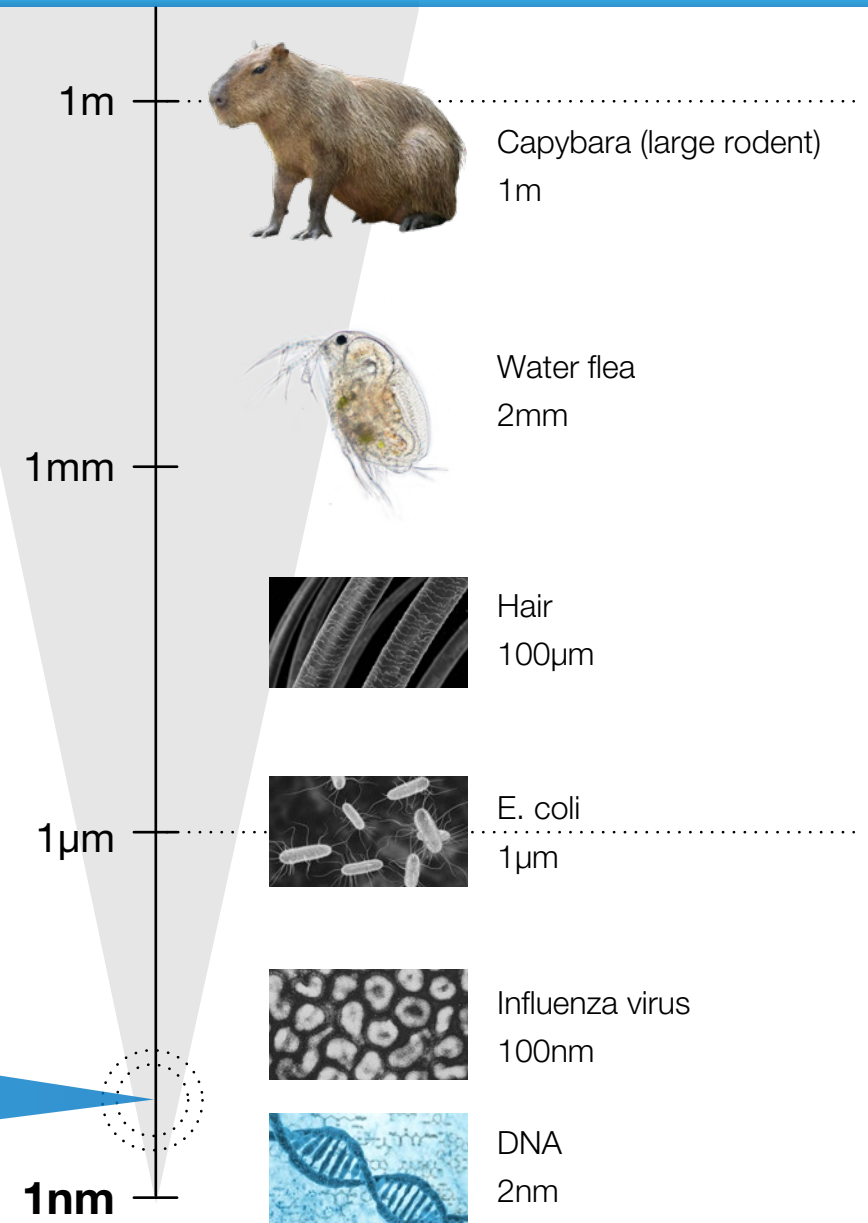 1m
Capybara (large rodent)
1m
Water flea
2mm
1mm
Hair
100µm
E. coli
1µm
1µm
Influenza virus
100nm
DNA
2nm
1nm